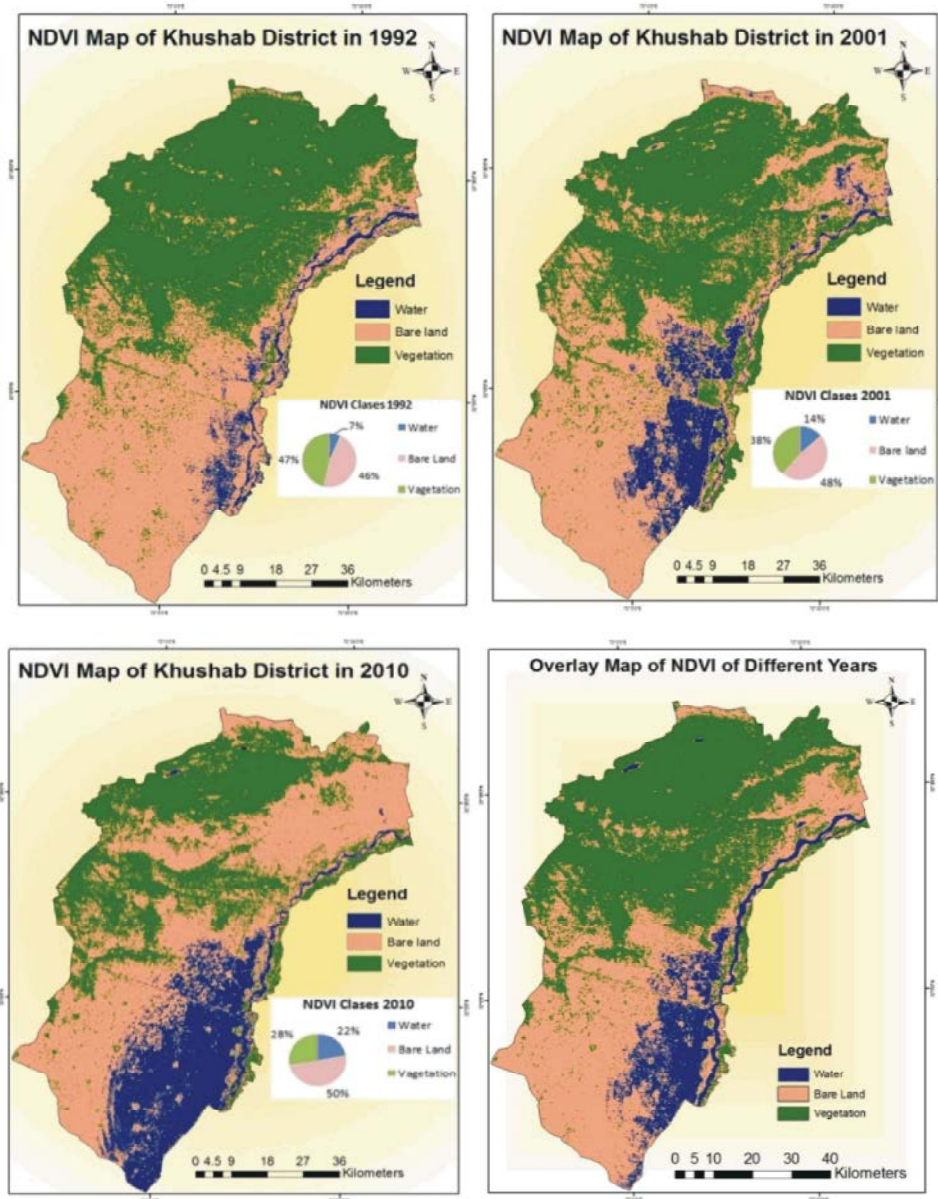 NDVI Map of Khushab District in 1992
N
W E
S
Legend
Water
Bare land
Vegetation
NDVI Clases 1992
7%
47%
46%
Water
Bare Land
Vagetation
0 4.5 9 18 27 36
Kilometers
NDVI Map of Khushab District in 2001
N
W E
S
Legend
Water
Bare land
Vegetation
NDVI Clases 2001
14%
38%
48%
Water
Bare land
Vagetation
0 4.5 9 18 27 36
Kilometers
NDVI Map of Khushab District in 2010
N
W E
S
Legend
Water
Bare land
Vegetation
NDVI Clases 2010
28%
22%
50%
Water
Bare Land
Vagetation
0 4.5 9 18 27 36
Kilometers
Overlay Map of NDVI of Different Years
N
W E
S
Legend
Water
Bare Land
Vegetation
0 5 10 20 30 40
Kilometers